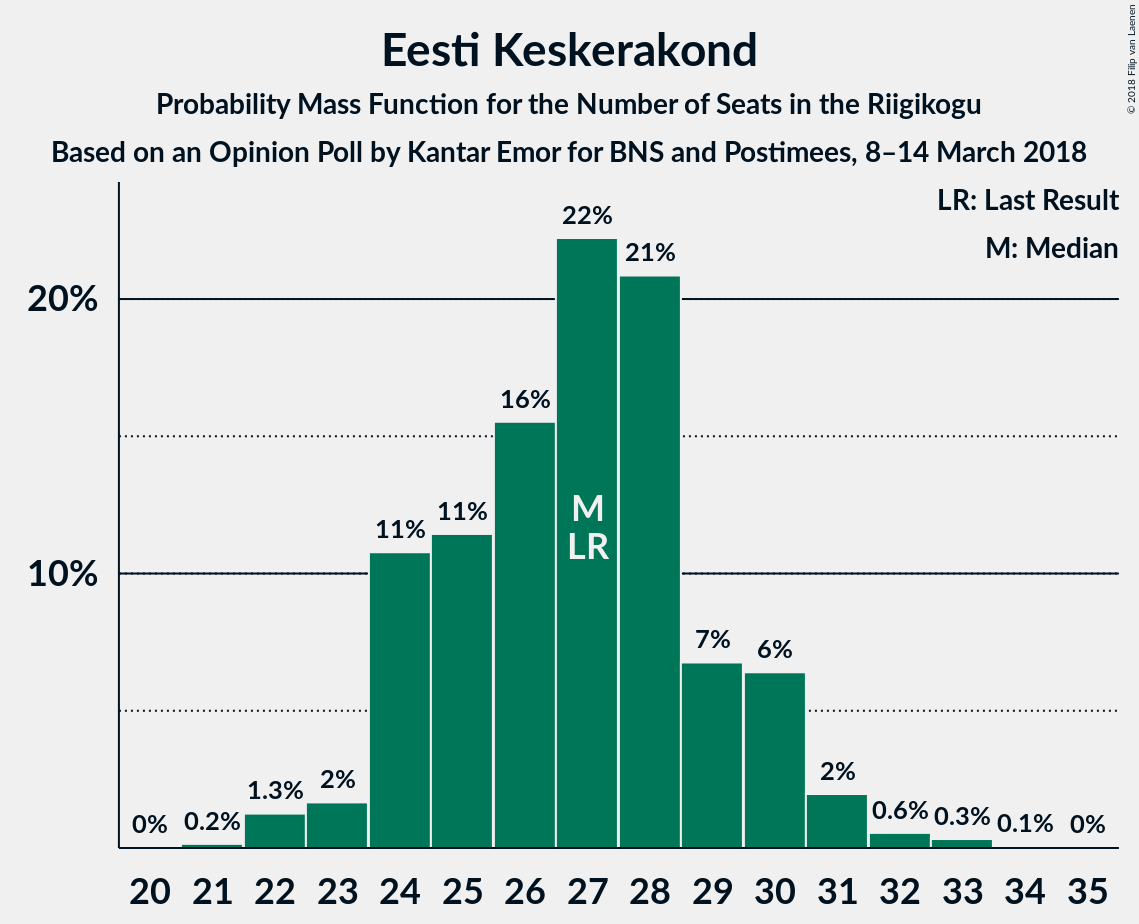 Eesti Keskerakond
Probability Mass Function for the Number of Seats in the Riigikogu
Based on an Opinion Poll by Kantar Emor for BNS and Postimees, 8–14 March 2018
© 2018 Filip van Laenen
LR: Last Result
M: Median
20%
10%
0%
0.2%
1.3%
2%
11%
11%
16%
22%
21%
7%
6%
2%
0.6%
0.3%
0.1%
0%
M
LR
20 21 22 23 24 25 26 27 28 29 30 31 32 33 34 35